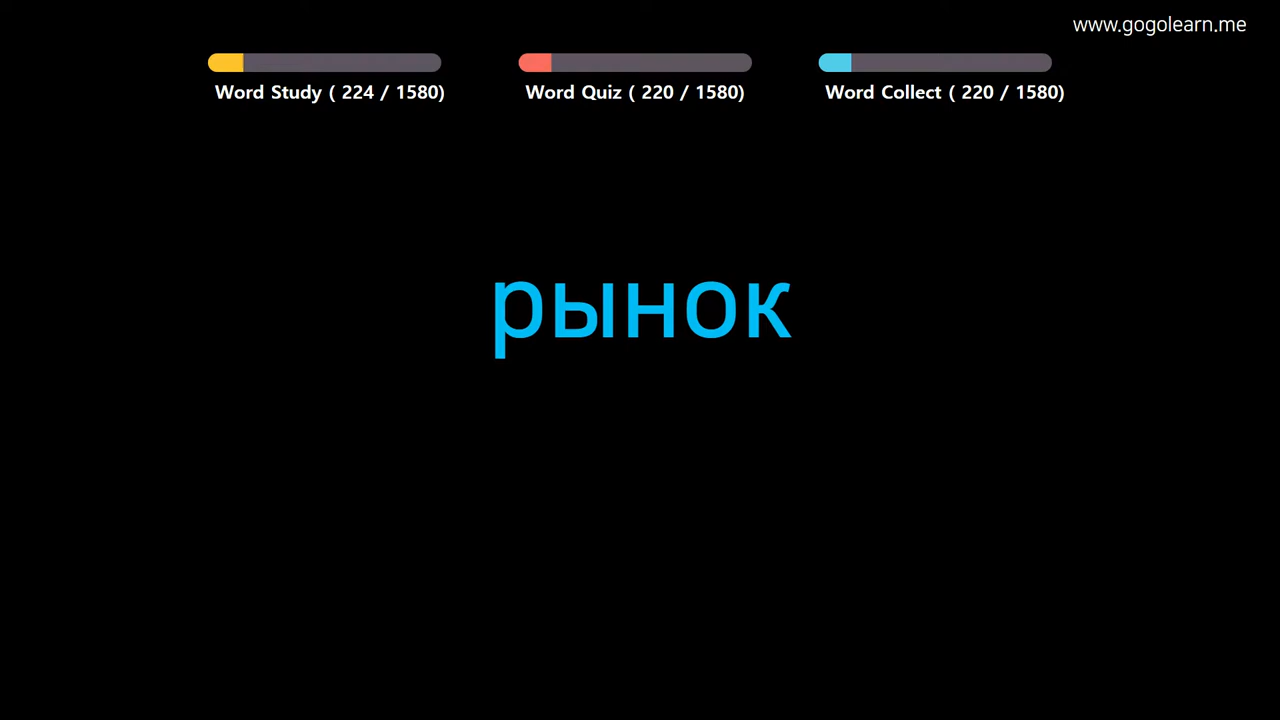 www.gogolearn.me
Word Study ( 224 / 1580)
Word Quiz ( 220 / 1580)
Word Collect ( 220 / 1580)
рынок